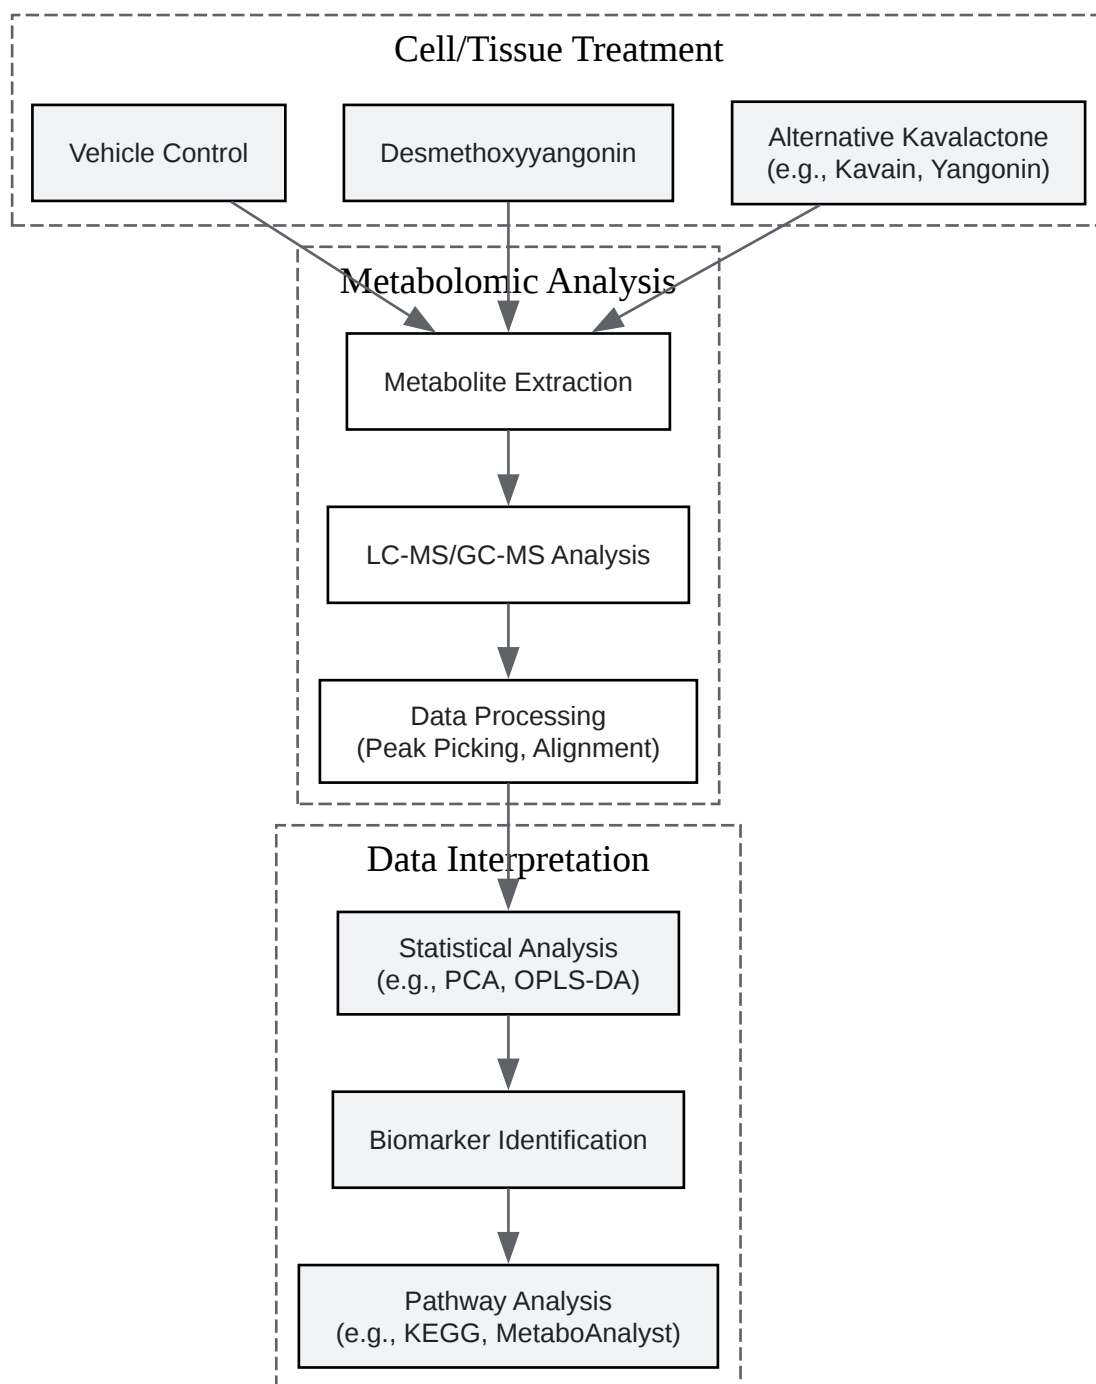 Cell/Tissue Treatment
Vehicle Control
Desmethoxyyangonin
Alternative Kavalactone
(e.g., Kavain, Yangonin)
Metabolomic Analysis
Metabolite Extraction
LC-MS/GC-MS Analysis
Data Processing
(Peak Picking, Alignment)
Data Interpretation
Statistical Analysis
(e.g., PCA, OPLS-DA)
Biomarker Identification
Pathway Analysis
(e.g., KEGG, MetaboAnalyst)